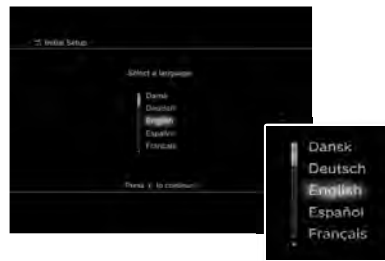 Initial Setup
Select a language
Dansk
Deutsch
English
Español
Français
Press to continue
Dansk
Deutsch
English
Español
Français